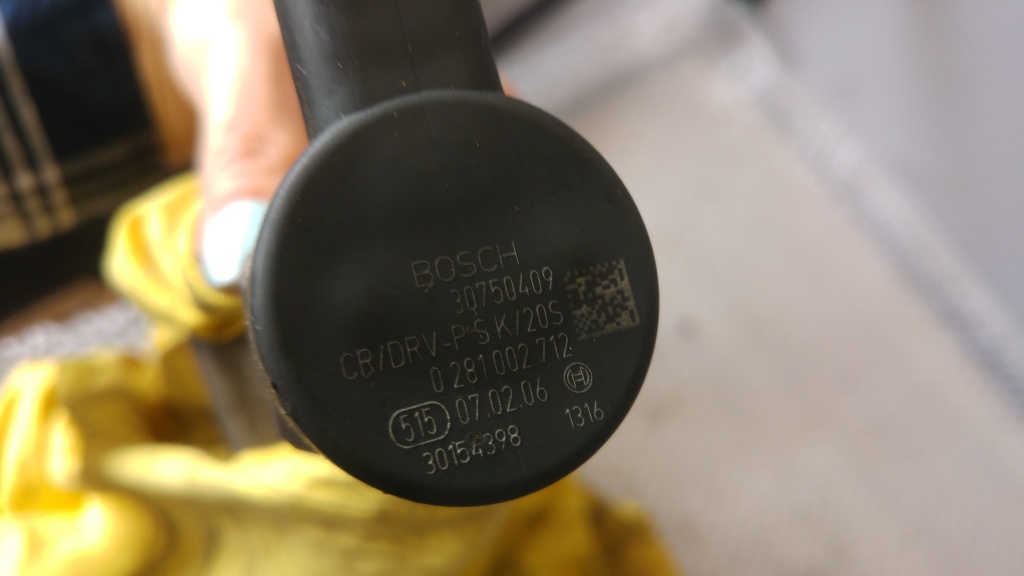 BOSCH
30750409
CB/DRV-P S K/20S
0 281 002 712
515 07.02.06
30154398 1316